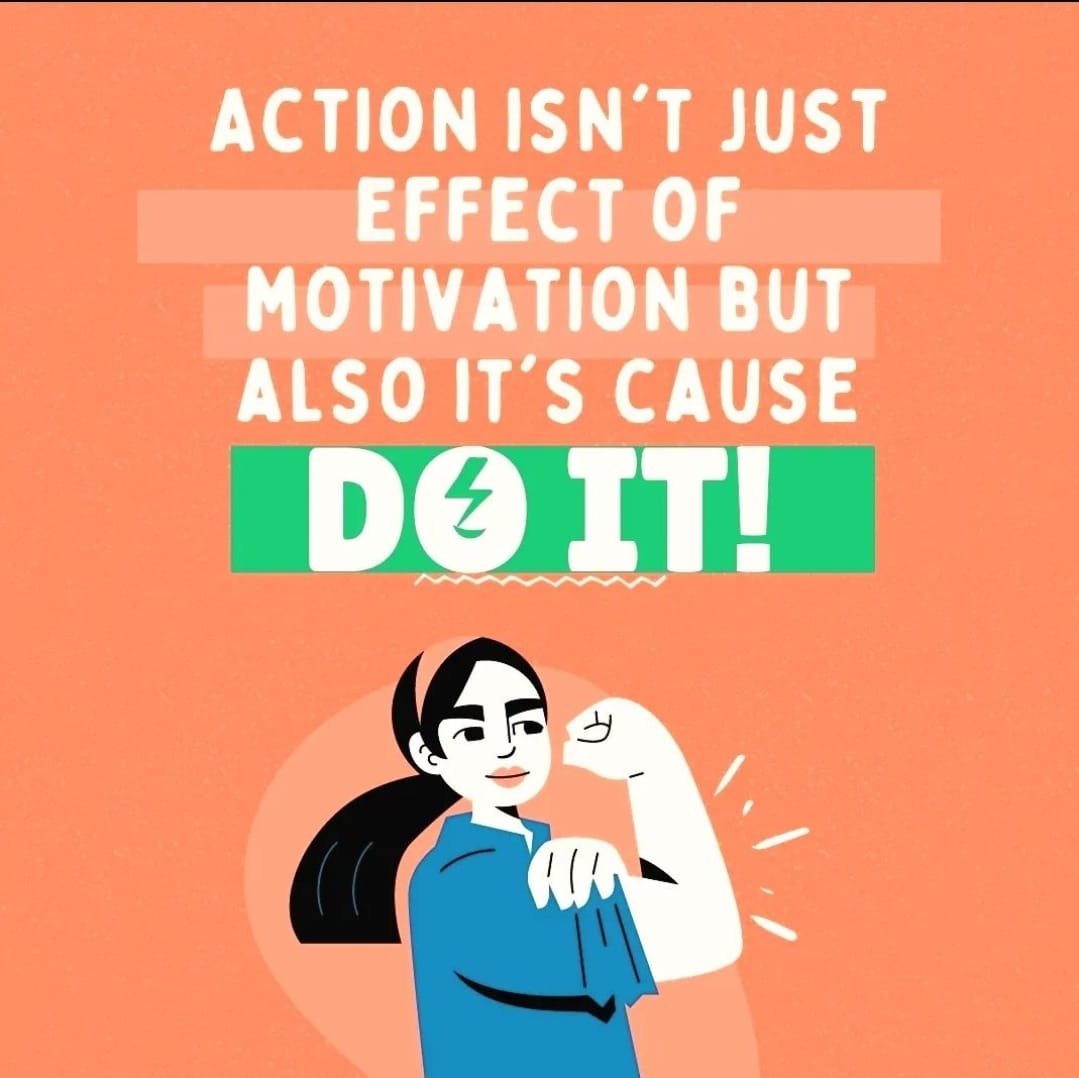 ACTION ISN'T JUST
EFFECT OF
MOTIVATION BUT
ALSO IT'S CAUSE
DO IT!